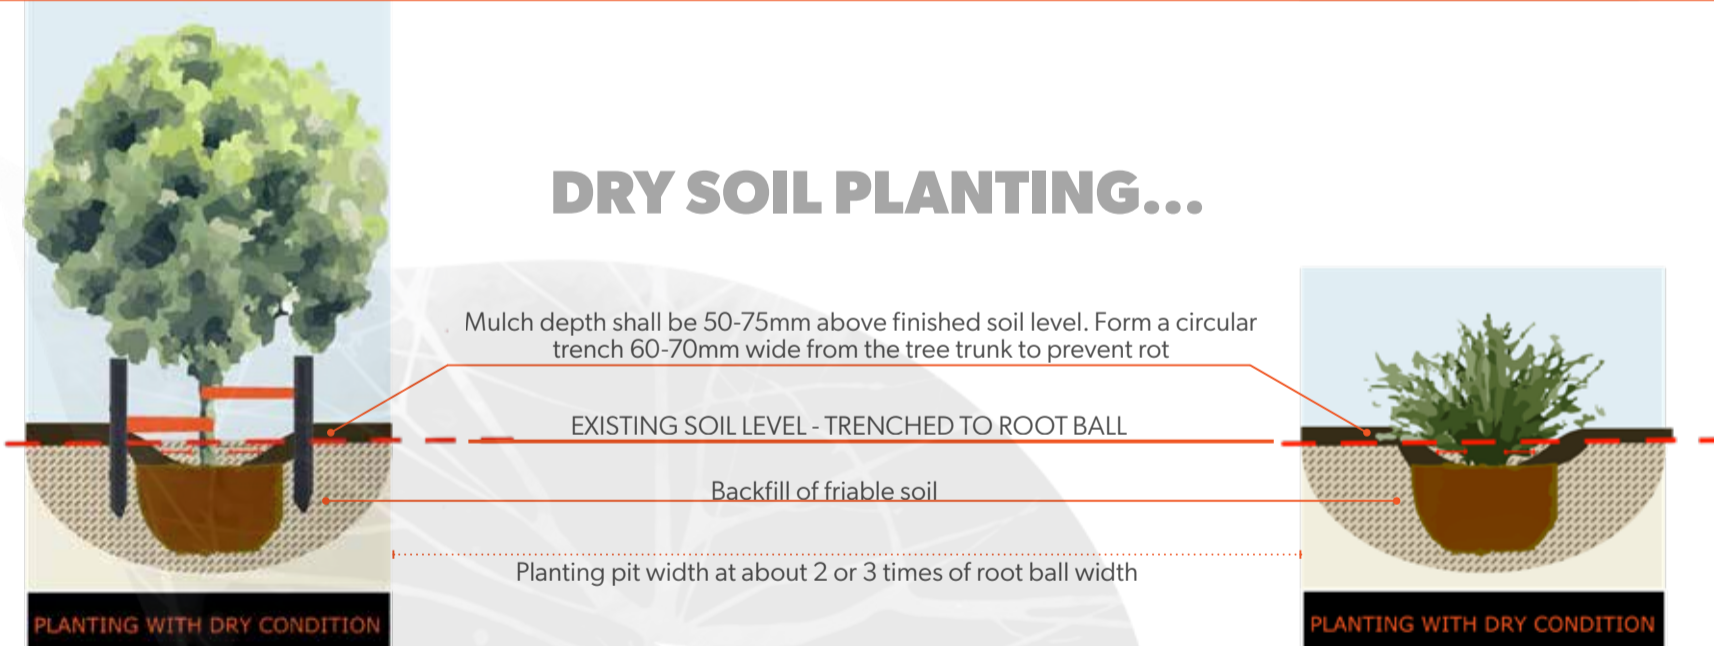 DRY SOIL PLANTING...
Mulch depth shall be 50-75mm above finished soil level. Form a circular
trench 60-70mm wide from the tree trunk to prevent rot
EXISTING SOIL LEVEL - TRENCHED TO ROOT BALL
Backfill of friable soil
Planting pit width at about 2 or 3 times of root ball width
PLANTING WITH DRY CONDITION
PLANTING WITH DRY CONDITION